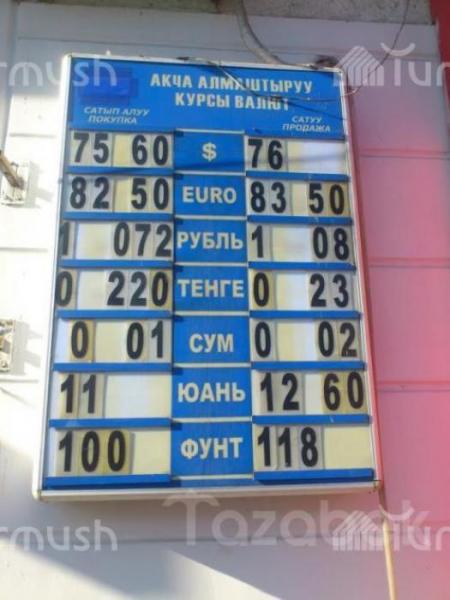 АКЧА АЛМАШТЫРУУ
КУРСЫ ВАЛЮТ
САТЫП АЛУУ САТУУ
ПОКУПКА ПРОДАЖА
75 60 $ 76
82 50 EURO 83 50
1 072 РУБЛЬ 1 08
0 220 ТЕНГЕ 0 23
0 01 СУМ 0 02
11 ЮАНЬ 12 60
100 ФУНТ 118
Turmush
Tazabek